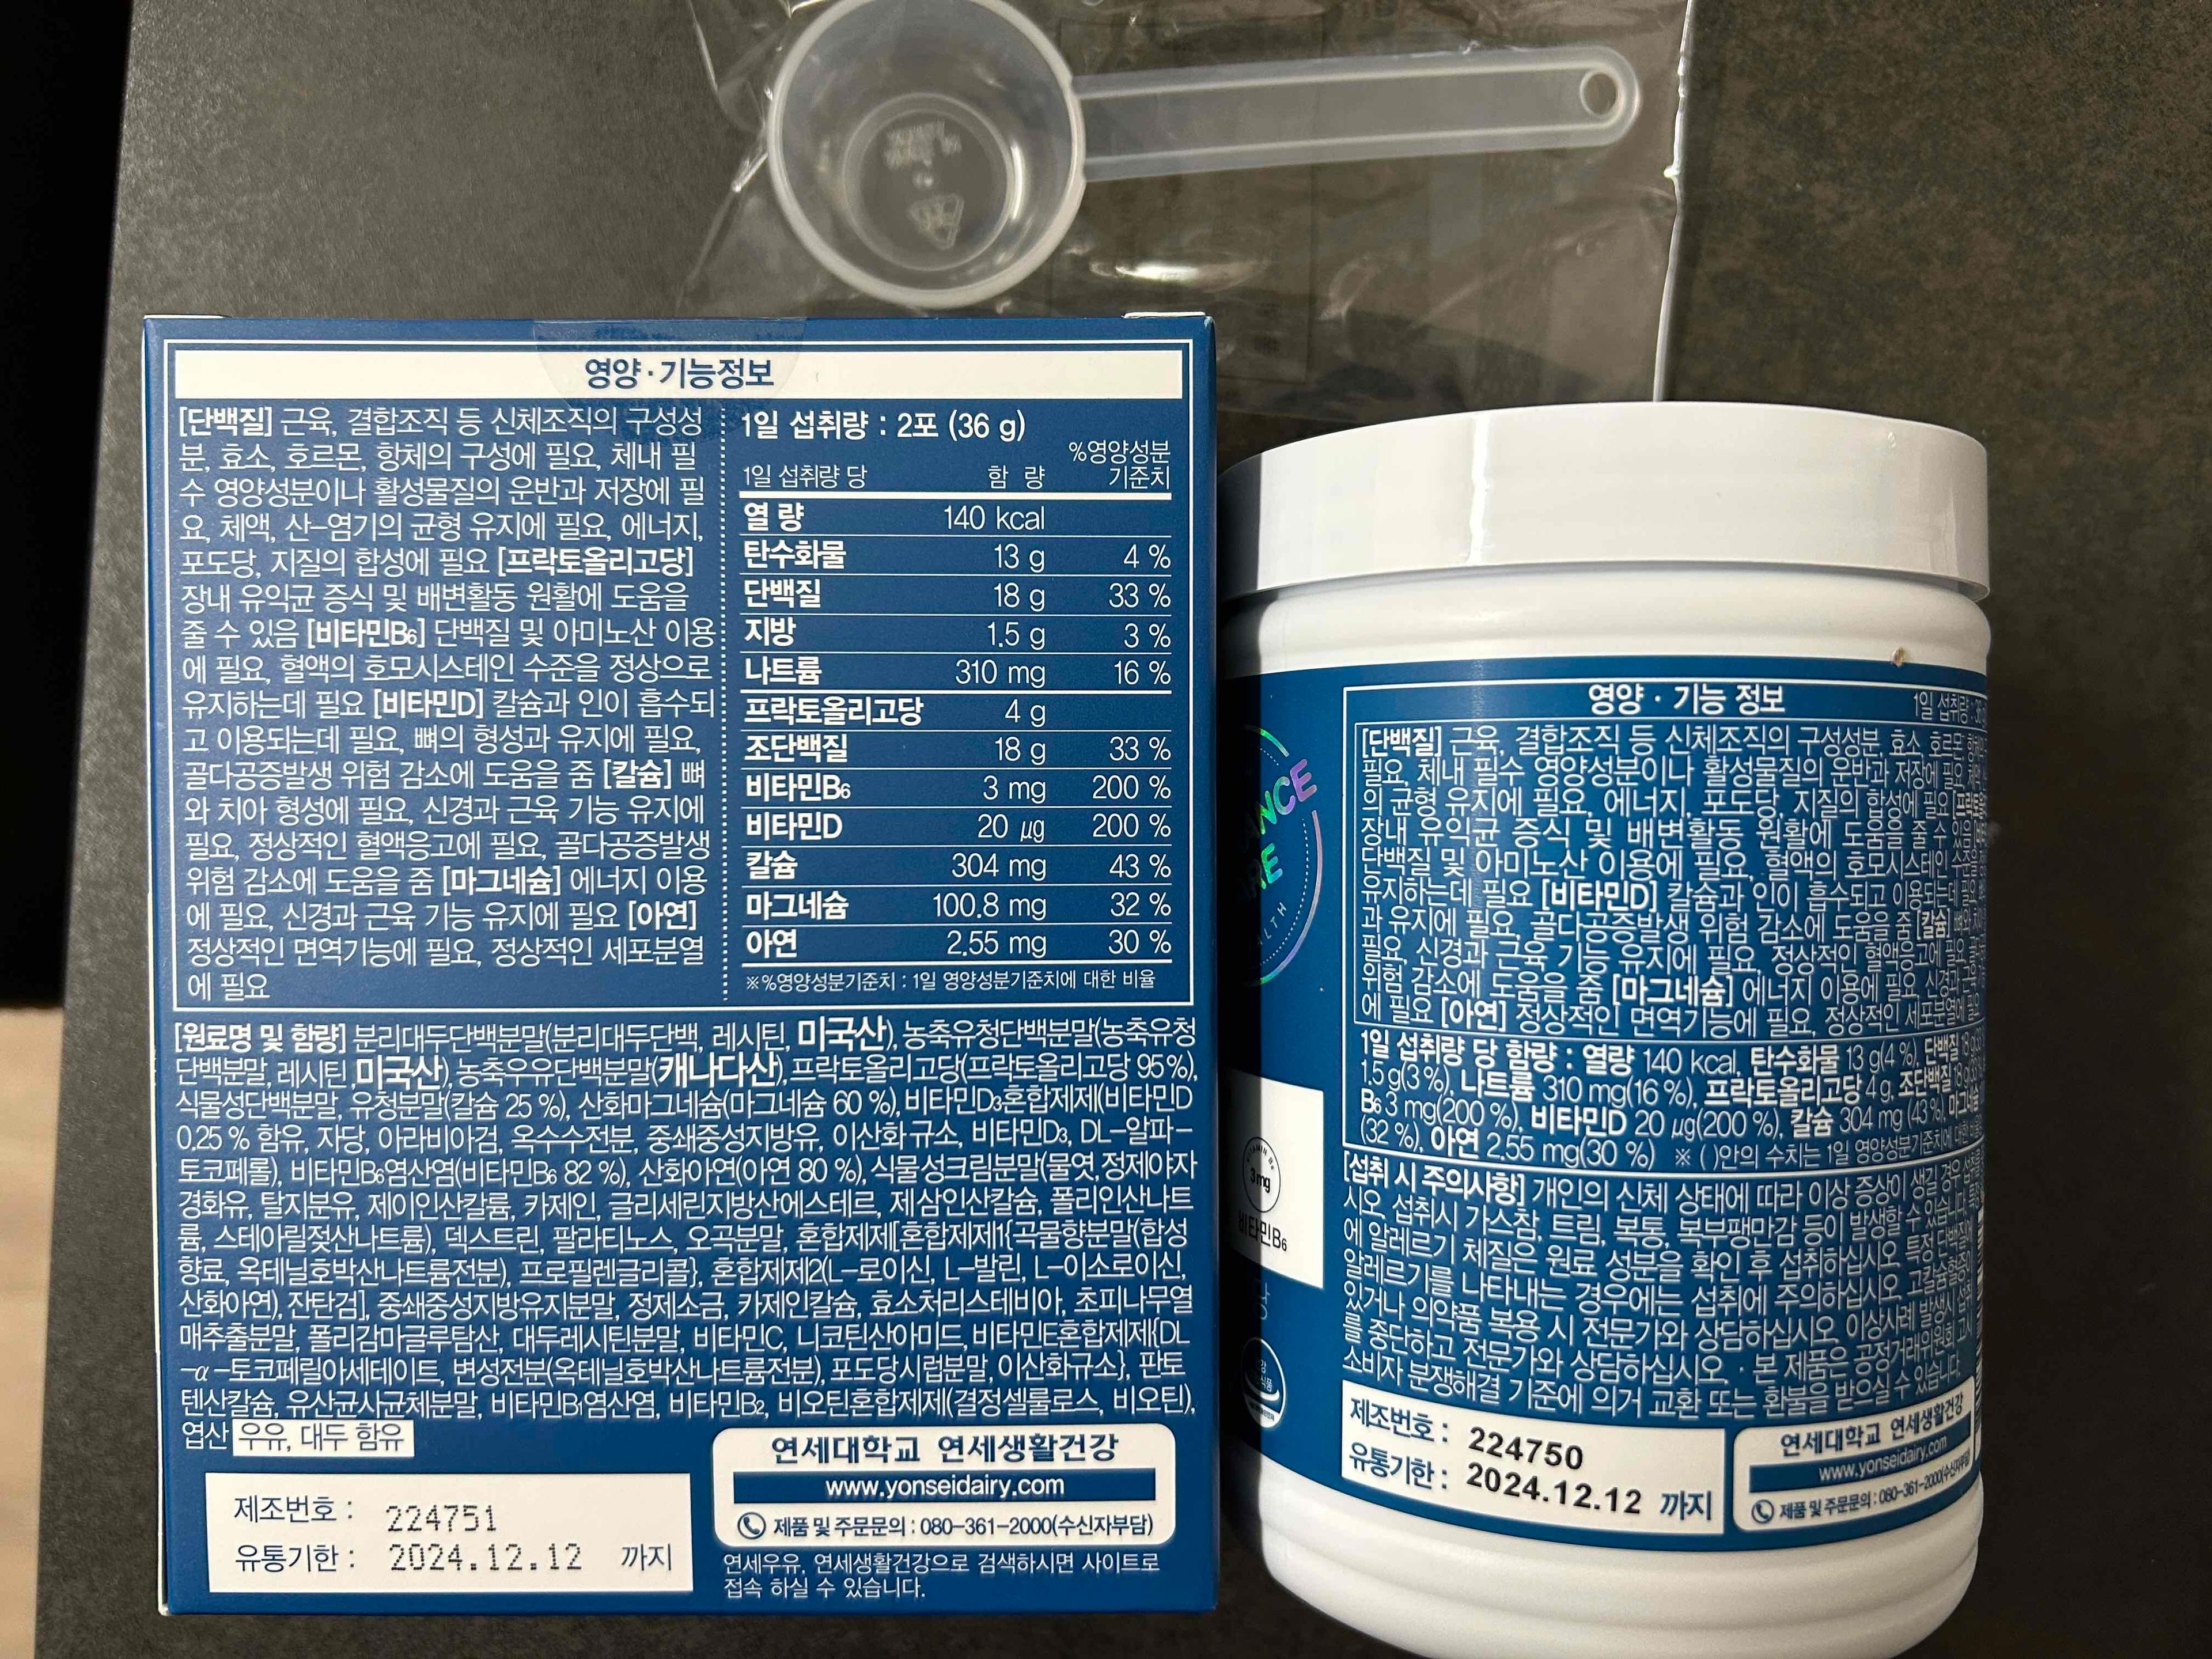 영양·기능정보
[단백질] 근육, 결합조직 등 신체조직의 구성성
분, 효소, 호르몬, 항체의 구성에 필요, 체내 필
수 영양성분이나 활성물질의 운반과 저장에 필
요, 체액, 산-염기의 균형 유지에 필요, 에너지,
포도당, 지질의 합성에 필요 [프락토올리고당]
장내 유익균 증식 및 배변활동 원활에 도움을
줄 수 있음 [비타민B6] 단백질 및 아미노산 이용
에 필요, 혈액의 호모시스테인 수준을 정상으로
유지하는데 필요 [비타민D] 칼슘과 인이 흡수되
고 이용되는데 필요, 뼈의 형성과 유지에 필요,
골다공증발생 위험 감소에 도움을 줌 [칼슘] 뼈
와 치아 형성에 필요, 신경과 근육 기능 유지에
필요, 정상적인 혈액응고에 필요, 골다공증발생
위험 감소에 도움을 줌 [마그네슘] 에너지 이용
에 필요, 신경과 근육 기능 유지에 필요 [아연]
정상적인 면역기능에 필요, 정상적인 세포분열
에 필요
1일 섭취량 : 2포 (36 g)
1일 섭취량 당 함 량 %영양성분 기준치
열 량 140 kcal
탄수화물 13 g 4 %
단백질 18 g 33 %
지방 1.5 g 3 %
나트륨 310 mg 16 %
프락토올리고당 4 g
조단백질 18 g 33 %
비타민B6 3 mg 200 %
비타민D 20 μg 200 %
칼슘 304 mg 43 %
마그네슘 100.8 mg 32 %
아연 2.55 mg 30 %
※%영양성분기준치 : 1일 영양성분기준치에 대한 비율
[원료명 및 함량] 분리대두단백분말(분리대두단백, 레시틴, 미국산), 농축유청단백분말(농축유청
단백분말, 레시틴, 미국산), 농축우유단백분말(캐나다산), 프락토올리고당(프락토올리고당 95%),
식물성단백분말, 유청분말(칼슘 25 %), 산화마그네슘(마그네슘 60 %), 비타민D3혼합제제(비타민D
0.25 % 함유, 자당, 아라비아검, 옥수수전분, 중쇄중성지방유, 이산화규소, 비타민D3, DL-알파-
토코페롤), 비타민B6염산염(비타민B6 82 %), 산화아연(아연 80 %), 식물성크림분말(물엿, 정제야자
경화유, 탈지분유, 제이인산칼륨, 카제인, 글리세린지방산에스테르, 제삼인산칼슘, 폴리인산나트
륨, 스테아릴젖산나트륨), 덱스트린, 팔라티노스, 오곡분말, 혼합제제[혼합제제1{곡물향분말(합성
향료, 옥테닐호박산나트륨전분), 프로필렌글리콜}, 혼합제제2(L-로이신, L-발린, L-이소로이신,
산화아연), 잔탄검], 중쇄중성지방유지분말, 정제소금, 카제인칼슘, 효소처리스테비아, 초피나무열
매추출분말, 폴리감마글루탐산, 대두레시틴분말, 비타민C, 니코틴산아미드, 비타민E혼합제제{DL
-α-토코페릴아세테이트, 변성전분(옥테닐호박산나트륨전분), 포도당시럽분말, 이산화규소}, 판토
텐산칼슘, 유산균사균체분말, 비타민B1염산염, 비타민B2, 비오틴혼합제제(결정셀룰로스, 비오틴),
엽산 우유, 대두 함유
제조번호 : 224751
유통기한 : 2024.12.12 까지
연세대학교 연세생활건강
www.yonseidairy.com
제품 및 주문문의 : 080-361-2000(수신자부담)
연세우유, 연세생활건강으로 검색하시면 사이트로
접속 하실 수 있습니다.
3mg
비타민B6
영양 · 기능 정보
1일 섭취량 :
[단백질] 근육, 결합조직 등 신체조직의 구성성분, 효소, 호르몬,
필요, 체내 필수 영양성분이나 활성물질의 운반과 저장에 필요,
의 균형 유지에 필요, 에너지, 포도당, 지질의 합성에 필요
장내 유익균 증식 및 배변활동 원활에 도움을 줄 수 있음
단백질 및 아미노산 이용에 필요, 혈액의 호모시스테인
유지하는데 필요 [비타민D] 칼슘과 인이 흡수되고 이용되는데
과 유지에 필요, 골다공증발생 위험 감소에 도움을 줌 [칼슘]
필요, 신경과 근육 기능 유지에 필요, 정상적인 혈액응고에 필요,
위험 감소에 도움을 줌 [마그네슘] 에너지 이용에 필요, 신경과
에 필요 [아연] 정상적인 면역기능에 필요, 정상적인 세포분열에 필요
1일 섭취량 당 함량 : 열량 140 kcal, 탄수화물 13 g(4 %), 단백질
1.5 g(3 %), 나트륨 310 mg(16 %), 프락토올리고당 4 g, 조단백질
B6 3 mg(200 %), 비타민D 20 μg(200 %), 칼슘 304 mg (43%),
(32 %), 아연 2.55 mg(30 %) ※ ( )안의 수치는 1일 영양성분기준치에
[섭취 시 주의사항] 개인의 신체 상태에 따라 이상 증상이 생길 경우
시오. 섭취시 가스참, 트림, 복통, 복부팽만감 등이 발생할 수 있습니다.
에 알레르기 체질은 원료 성분을 확인 후 섭취하십시오. 특정 단백질에
알레르기를 나타내는 경우에는 섭취에 주의하십시오.
있거나 의약품 복용 시 전문가와 상담하십시오. 이상사례 발생시
를 중단하고 전문가와 상담하십시오. · 본 제품은 공정거래위원회 고시
소비자 분쟁해결 기준에 의거 교환 또는 환불을 받으실 수 있습니다.
제조번호 : 224750
유통기한 : 2024.12.12 까지
연세대학교 연세생활건강
www.yonseidairy.com
제품 및 주문문의 : 080-361-2000